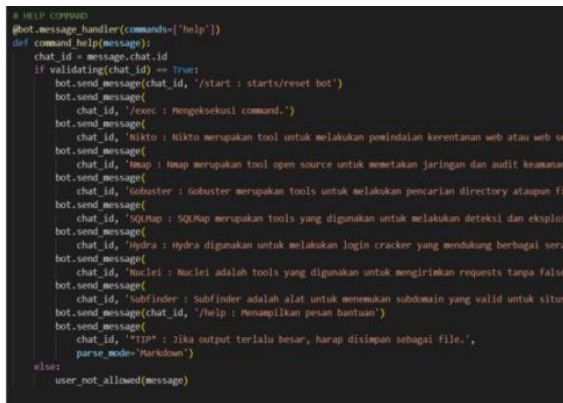 # HELP COMMAND
@bot.message_handler(commands=['help'])
def command_help(message):
chat_id = message.chat.id
if validating(chat_id) == True:
bot.send_message(chat_id, '/start : starts/reset bot')
bot.send_message(
chat_id, '/exec : Mengeksekusi command.')
bot.send_message(
chat_id, 'Nikto : Nikto merupakan tool untuk melakukan pemindaian kerentanan web atau web se
bot.send_message(
chat_id, 'Nmap : Nmap merupakan tool open source untuk memetakan jaringan dan audit keamanan
bot.send_message(
chat_id, 'Gobuster : Gobuster merupakan tools untuk melakukan pencarian directory ataupun fi
bot.send_message(
chat_id, 'SQLMap : SQLMap merupakan tools yang digunakan untuk melakukan deteksi dan eksploi
bot.send_message(
chat_id, 'Hydra : Hydra digunakan untuk melakukan login cracker yang mendukung berbagai sera
bot.send_message(
chat_id, 'Nuclei : Nuclei adalah tools yang digunakan untuk mengirimkan requests tanpa false
bot.send_message(
chat_id, 'Subfinder : Subfinder adalah alat untuk menemukan subdomain yang valid untuk situs
bot.send_message(chat_id, '/help : Menampilkan pesan bantuan')
bot.send_message(
chat_id, '*TIP* : Jika output terlalu besar, harap disimpan sebagai file.',
parse_mode='Markdown')
else:
user_not_allowed(message)